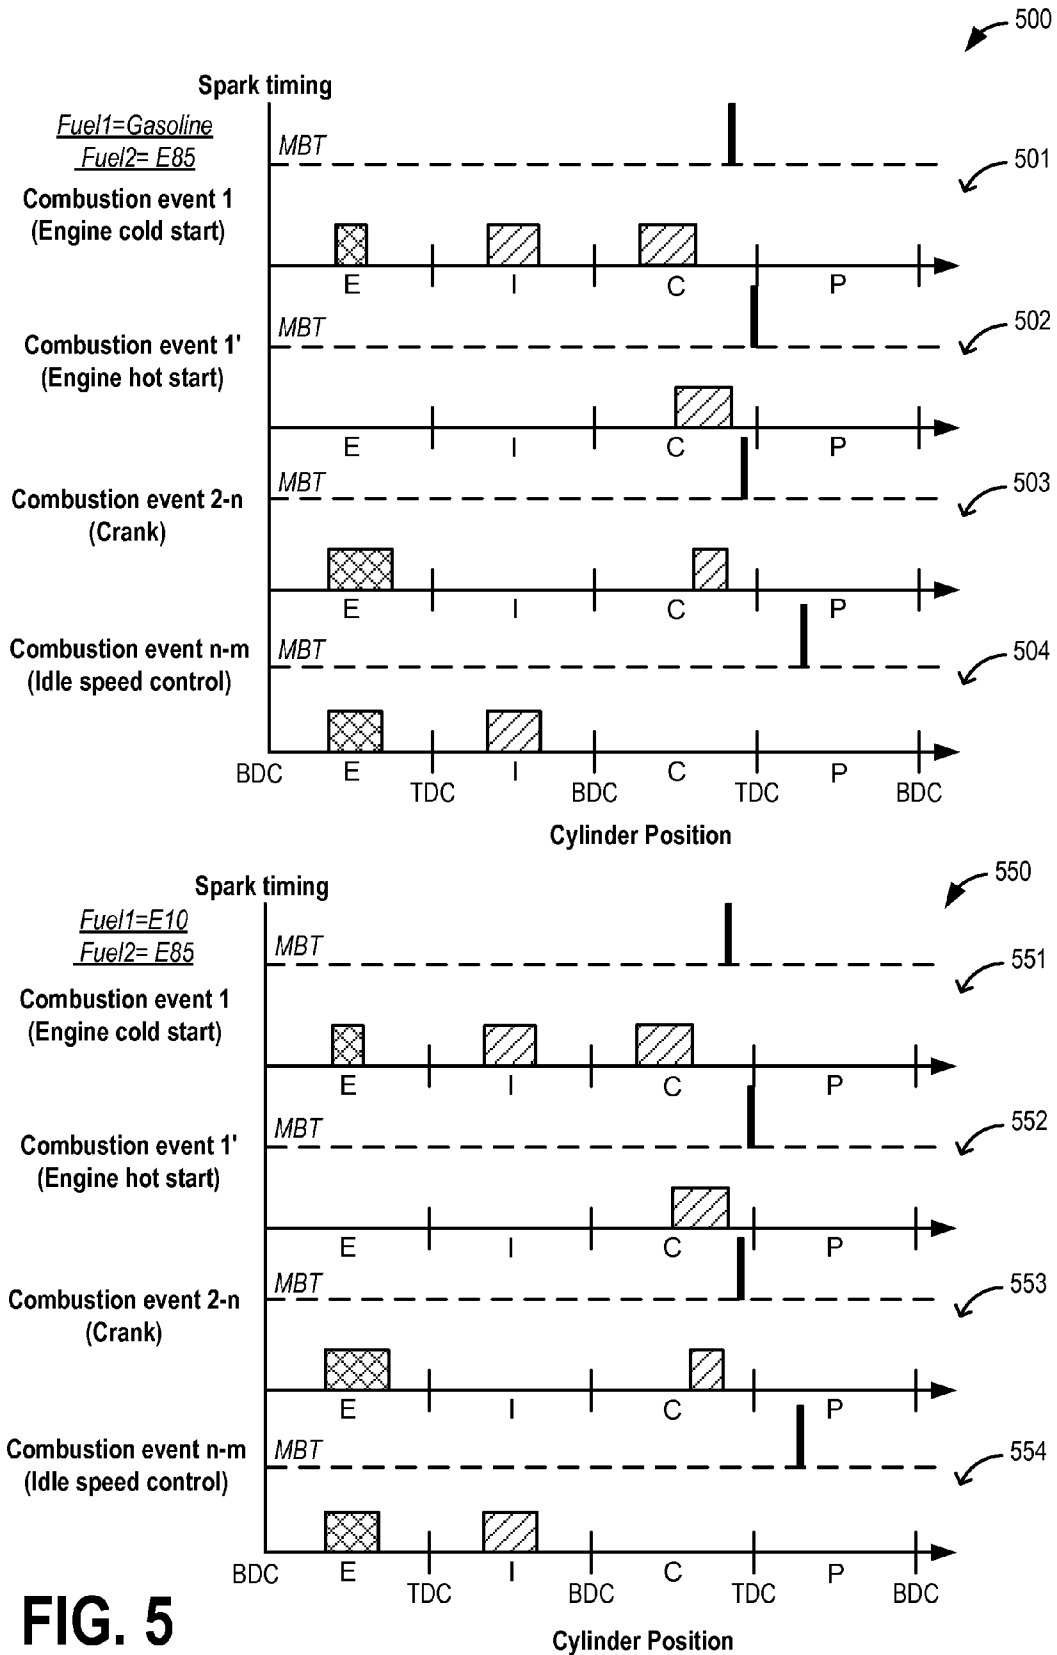 500
Spark timing
Fuel1=Gasoline
Fuel2= E85
MBT
501
Combustion event 1
(Engine cold start)
E I C P
MBT
502
Combustion event 1'
(Engine hot start)
E I C P
MBT
503
Combustion event 2-n
(Crank)
E I C P
MBT
504
Combustion event n-m
(Idle speed control)
BDC E TDC I BDC C TDC P BDC
Cylinder Position
550
Spark timing
Fuel1=E10
Fuel2= E85
MBT
551
Combustion event 1
(Engine cold start)
E I C P
MBT
552
Combustion event 1'
(Engine hot start)
E I C P
MBT
553
Combustion event 2-n
(Crank)
E I C P
MBT
554
Combustion event n-m
(Idle speed control)
BDC E TDC I BDC C TDC P BDC
Cylinder Position
FIG. 5